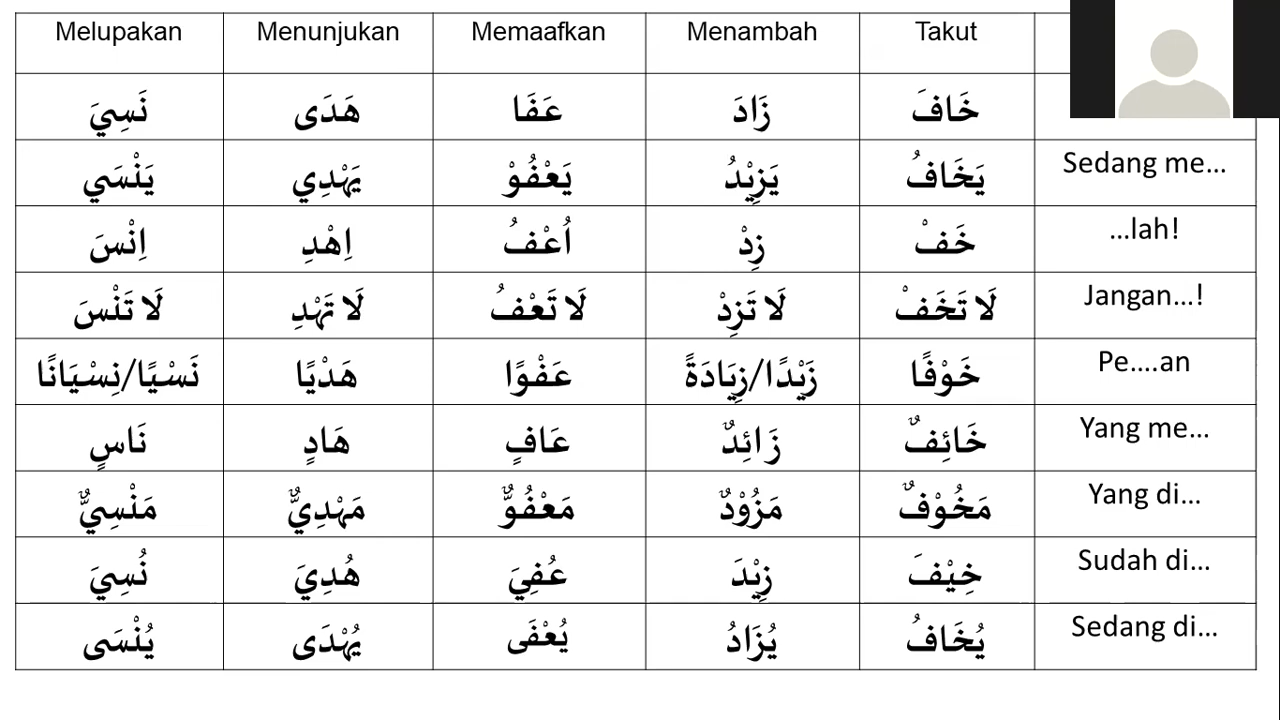 Melupakan Menunjukan Memaafkan Menambah Takut
نَسِيَ هَدَى عَفَا زَادَ خَافَ
يَنْسَي يَهْدِي يَعْفُوْ يَزِيْدُ يَخَافُ Sedang me...
اِنْسَ اِهْدِ اُعْفُ زِدْ خَفْ ...lah!
لَا تَنْسَ لَا تَهْدِ لَا تَعْفُ لَا تَزِدْ لَا تَخَفْ Jangan...!
نَسْيًا/نِسْيَانًا هَدْيًا عَفْوًا زَيْدًا/زِيَادَةً خَوْفًا Pe....an
نَاسٍ هَادٍ عَافٍ زَائِدٌ خَائِفٌ Yang me...
مَنْسِيٌّ مَهْدِيٌّ مَعْفُوٌّ مَزُوْدٌ مَخُوْفٌ Yang di...
نُسِيَ هُدِيَ عُفِيَ زِيْدَ خِيْفَ Sudah di...
يُنْسَى يُهْدَى يُعْفَى يُزَادُ يُخَافُ Sedang di...